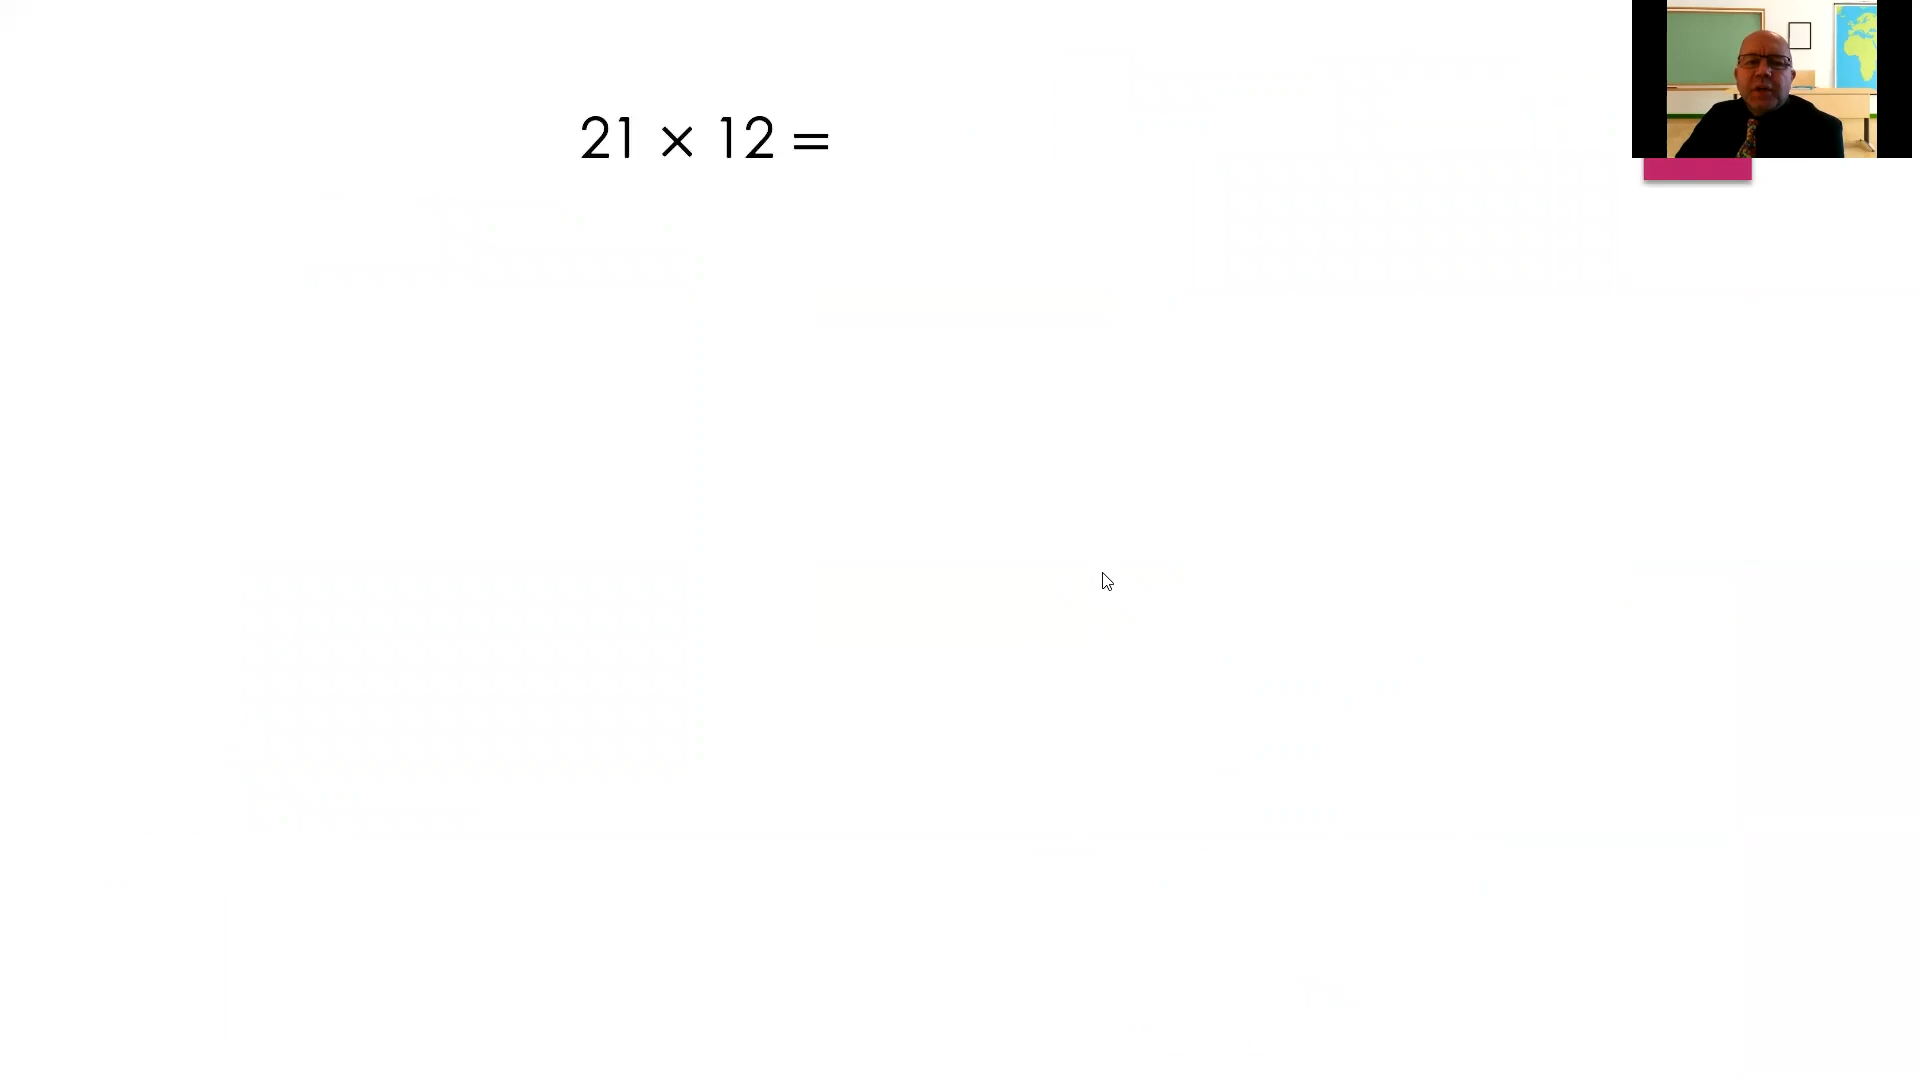 21 × 12 =